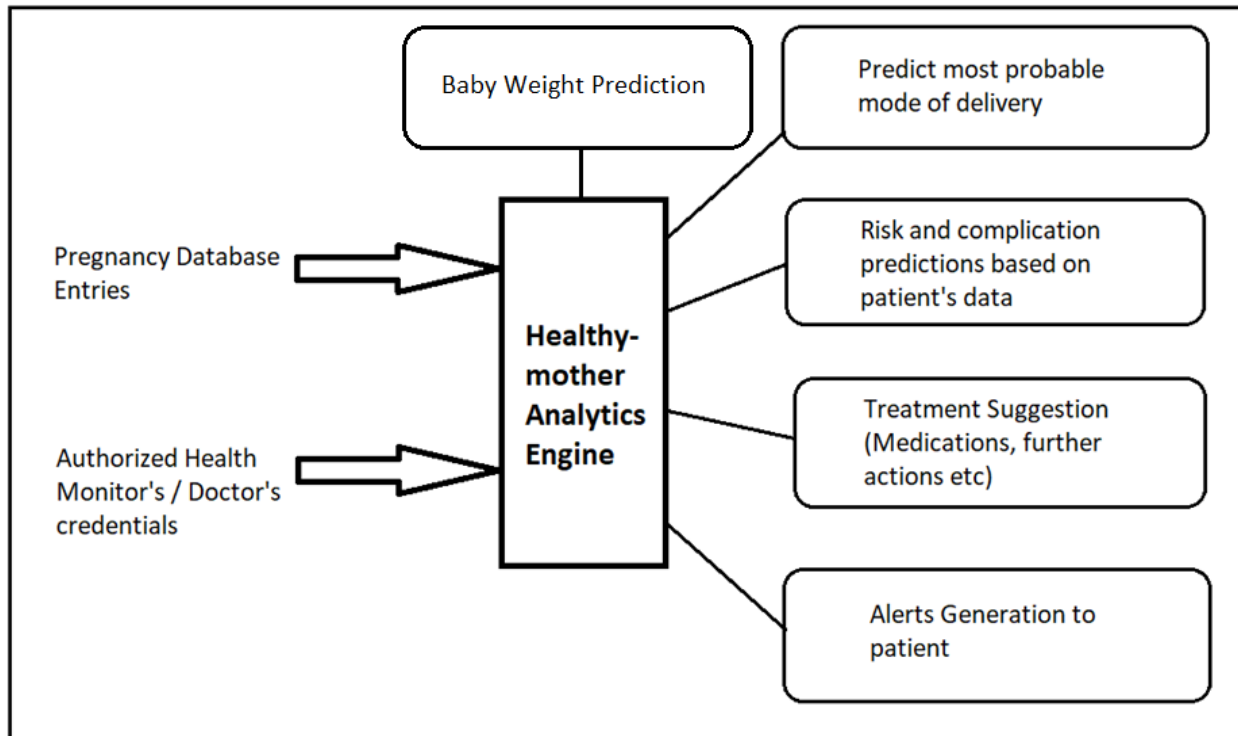 Baby Weight Prediction
Predict most probable
mode of delivery
Pregnancy Database
Entries
Risk and complication
predictions based on
patient's data
Healthy-
mother
Analytics
Engine
Authorized Health
Monitor's / Doctor's
credentials
Treatment Suggestion
(Medications, further
actions etc)
Alerts Generation to
patient